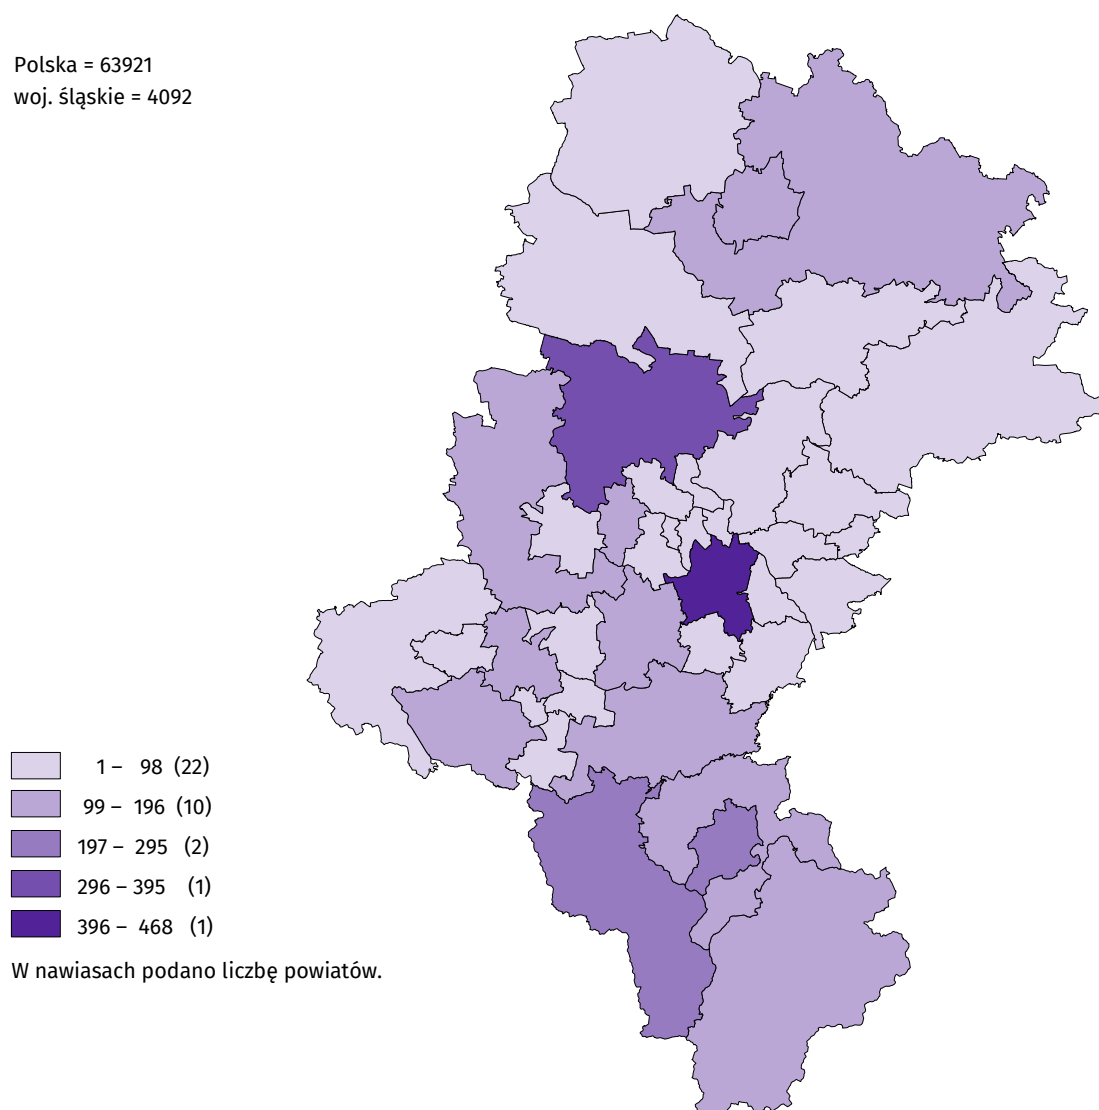 Polska = 63921
woj. śląskie = 4092
1 – 98 (22)
99 – 196 (10)
197 – 295 (2)
296 – 395 (1)
396 – 468 (1)
W nawiasach podano liczbę powiatów.